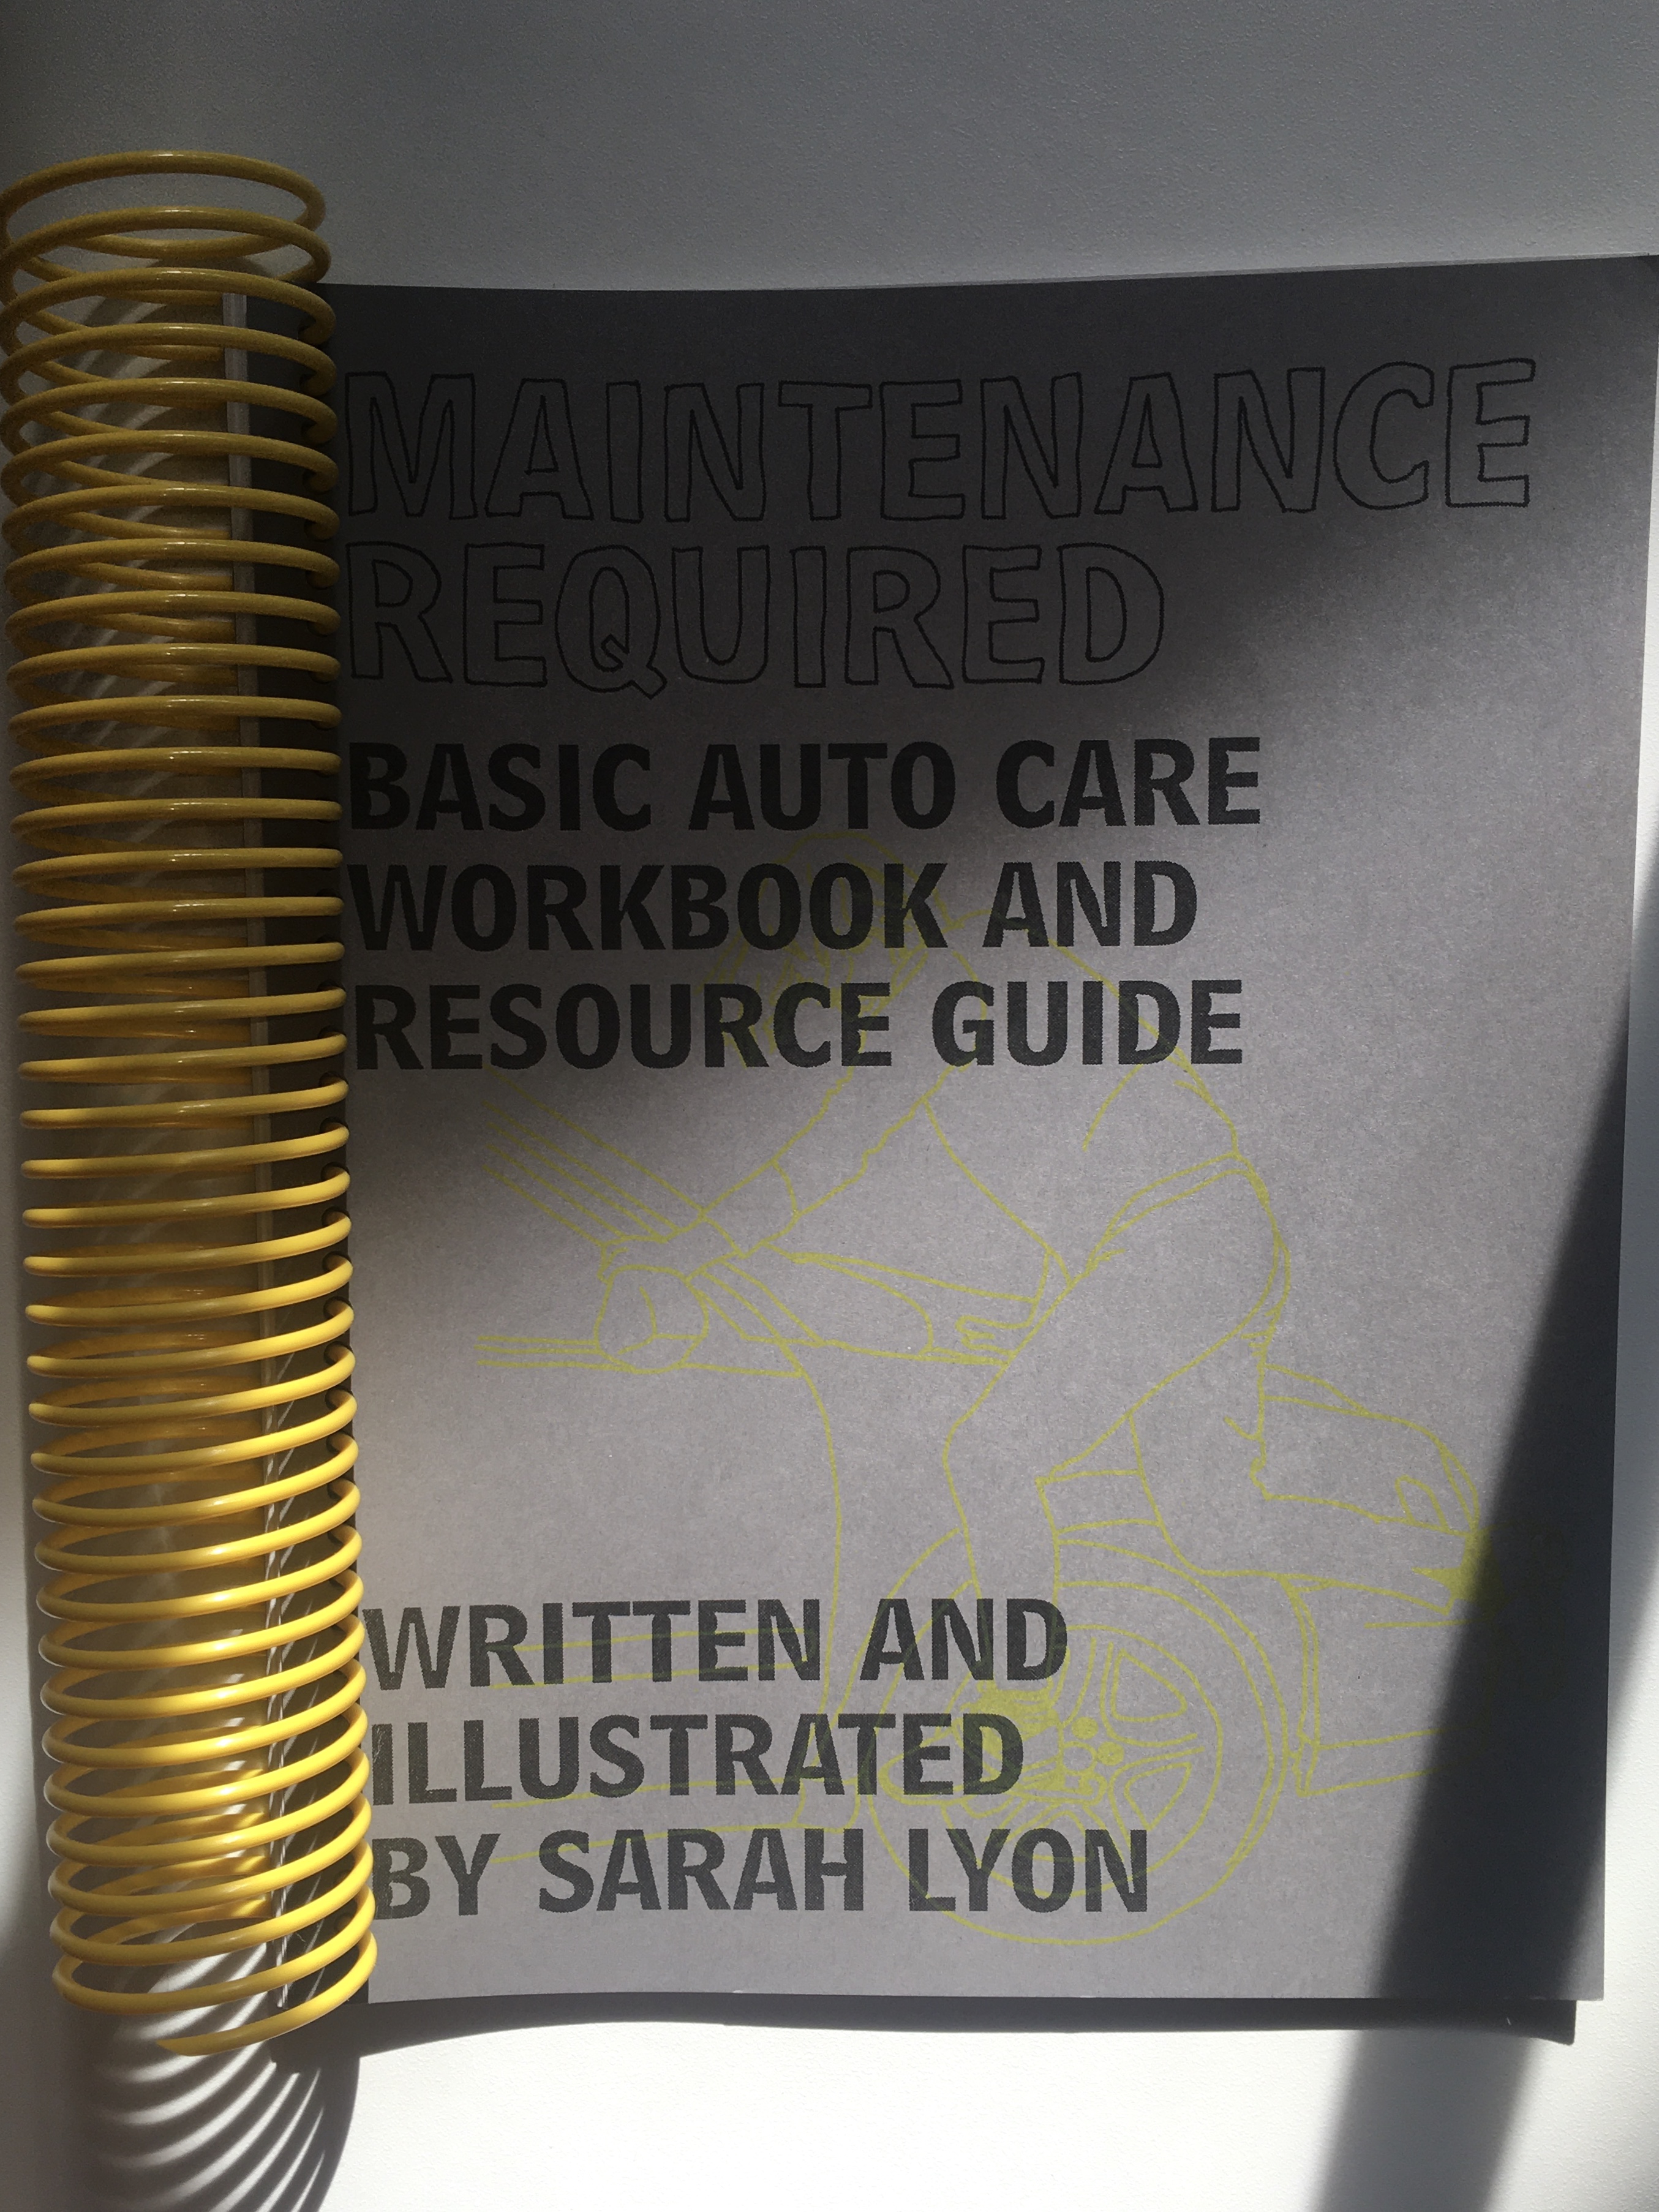 MAINTENANCE
REQUIRED
BASIC AUTO CARE
WORKBOOK AND
RESOURCE GUIDE
WRITTEN AND
ILLUSTRATED
BY SARAH LYON